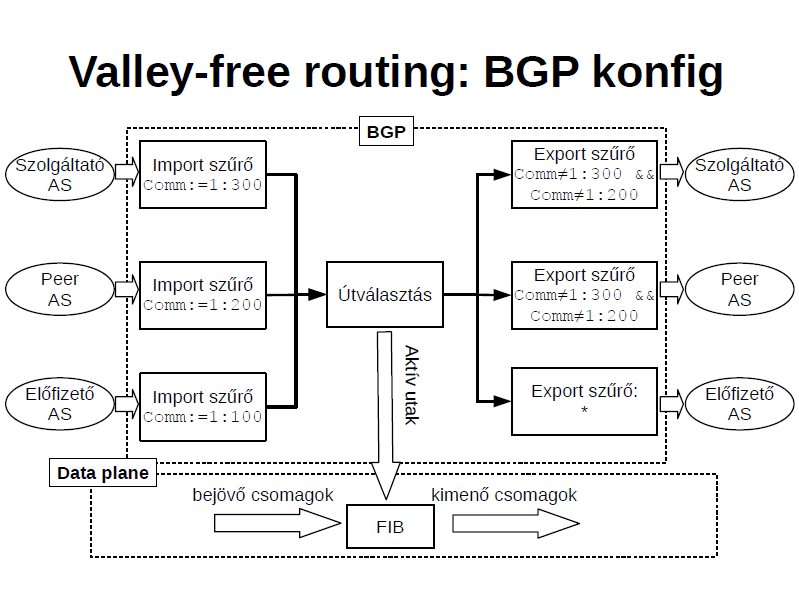 Valley-free routing: BGP konfig
BGP
Szolgáltató
AS
Import szűrő
Comm:=1:300
Export szűrő
Comm≠1:300 &&
Comm≠1:200
Szolgáltató
AS
Peer
AS
Import szűrő
Comm:=1:200
Útválasztás
Export szűrő
Comm≠1:300 &&
Comm≠1:200
Peer
AS
Aktív utak
Előfizető
AS
Import szűrő
Comm:=1:100
Export szűrő:
*
Előfizető
AS
Data plane
bejövő csomagok
kimenő csomagok
FIB